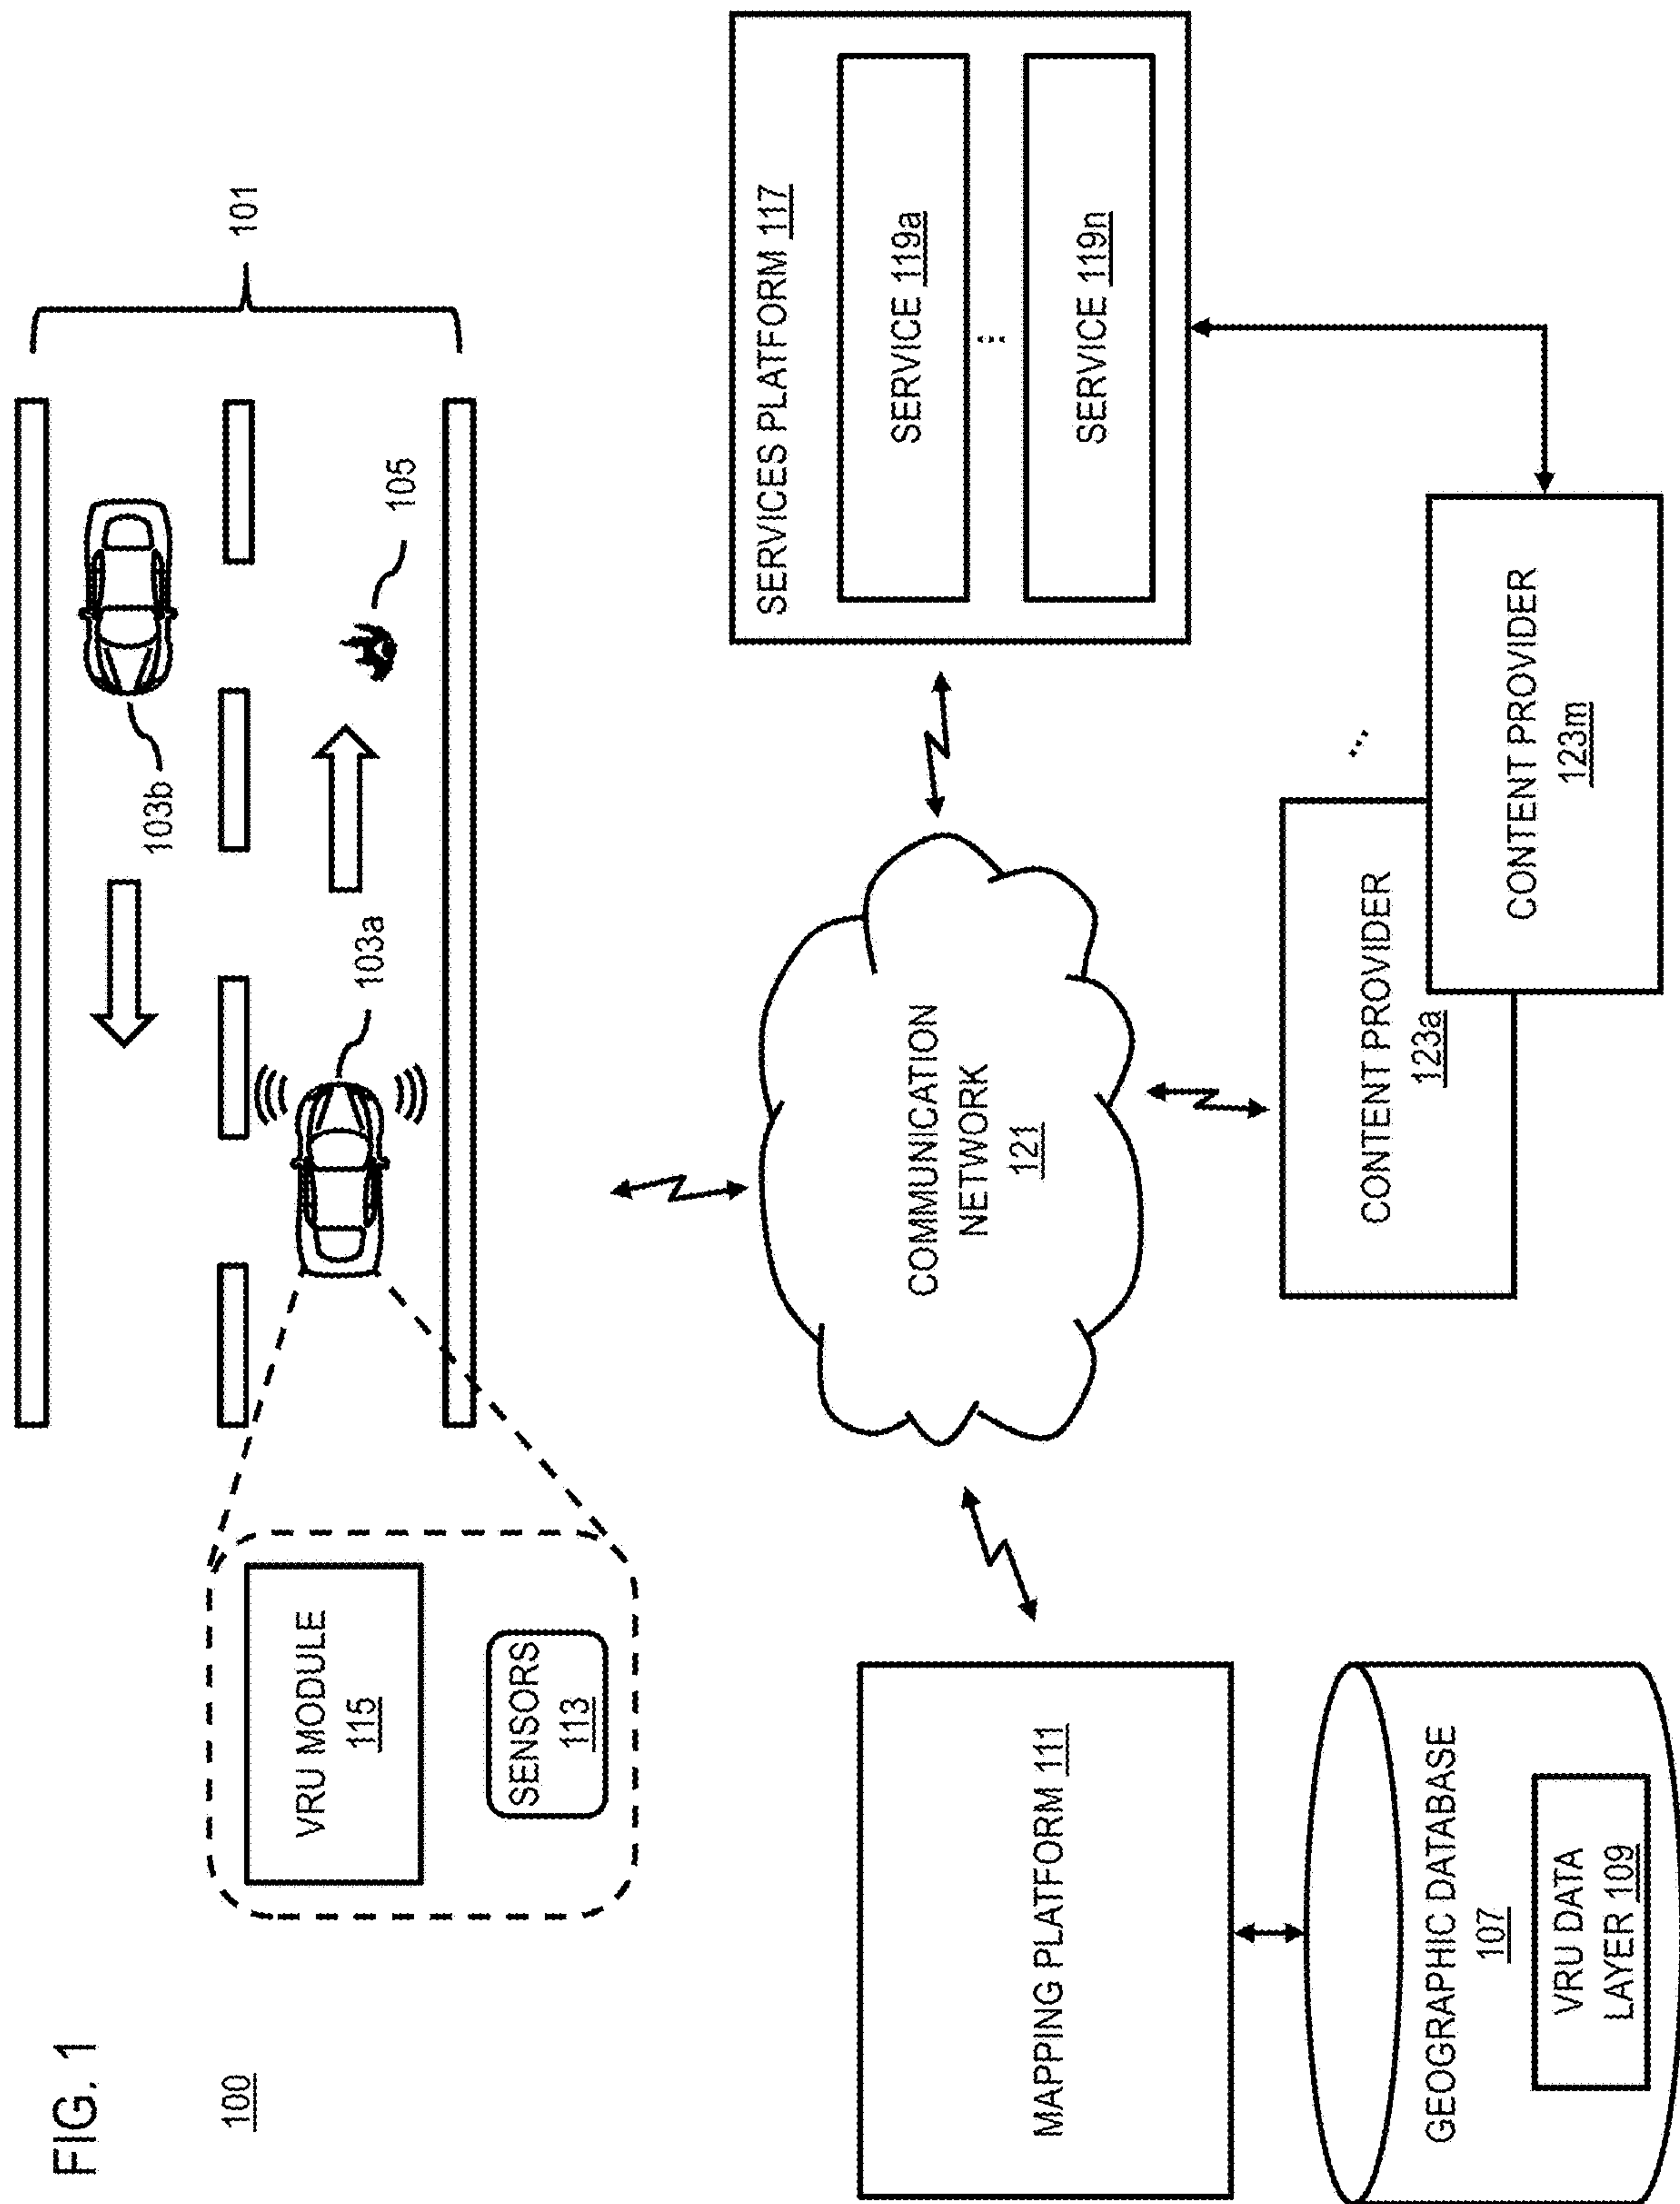 FIG. 1
100
101
103b
105
103a
VRU MODULE
115
SENSORS
113
COMMUNICATION
NETWORK
121
SERVICES PLATFORM 117
SERVICE 119a
...
SERVICE 119n
MAPPING PLATFORM 111
GEOGRAPHIC DATABASE
107
VRU DATA
LAYER 109
CONTENT PROVIDER
123a
...
CONTENT PROVIDER
123m